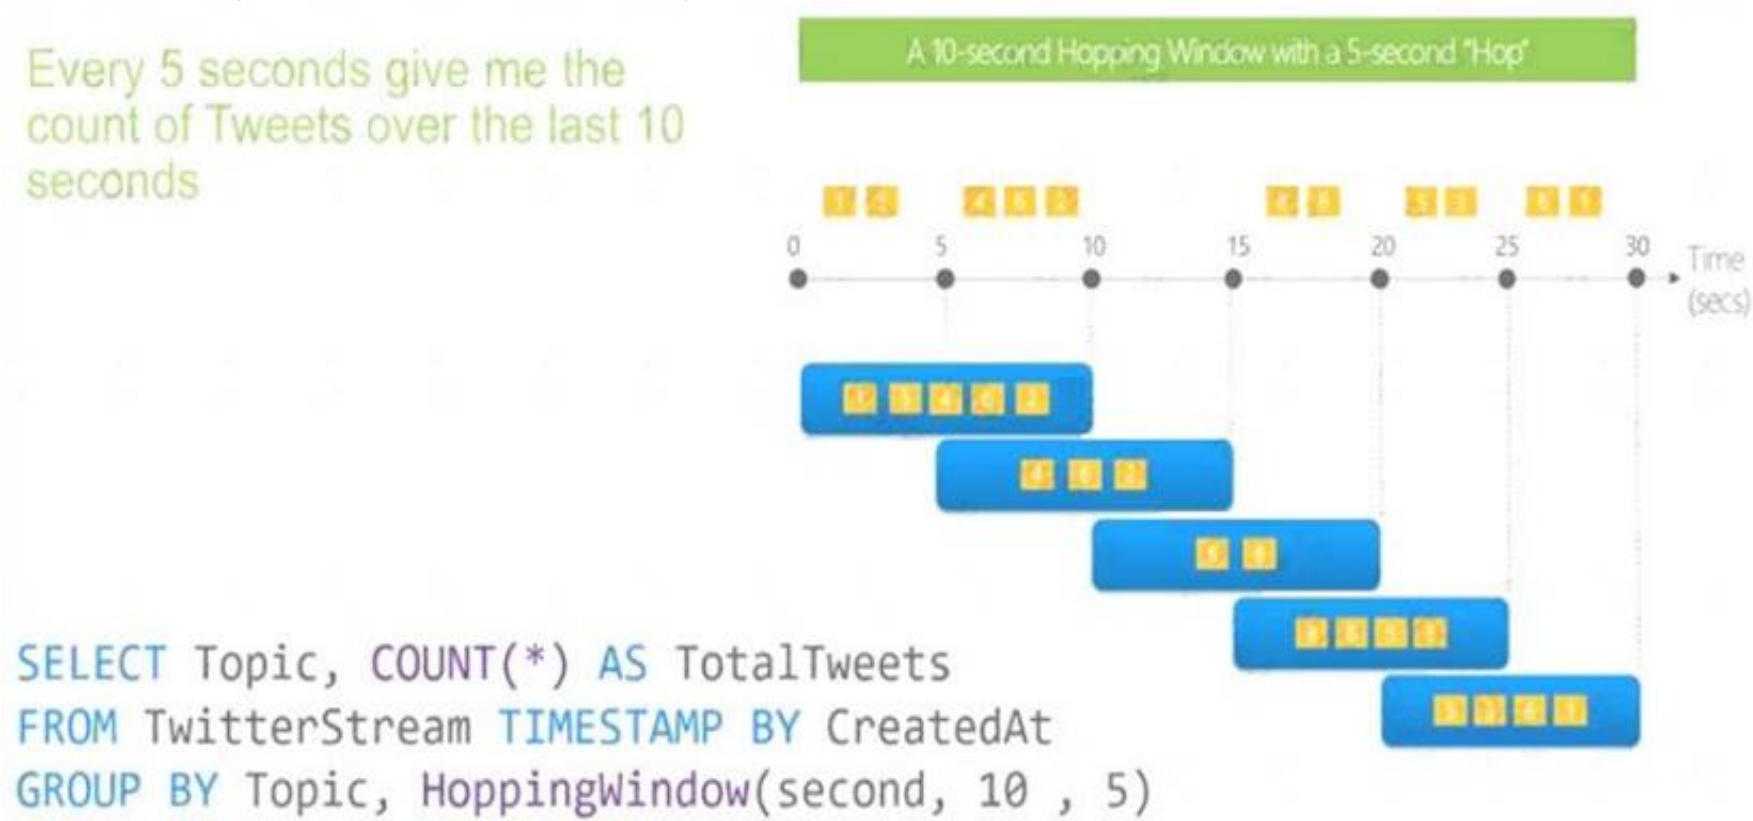 Every 5 seconds give me the
count of Tweets over the last 10
seconds
A 10-second Hopping Window with a 5-second "Hop"
0 5 10 15 20 25 30
Time
(secs)
SELECT Topic, COUNT(*) AS TotalTweets
FROM TwitterStream TIMESTAMP BY CreatedAt
GROUP BY Topic, HoppingWindow(second, 10 , 5)